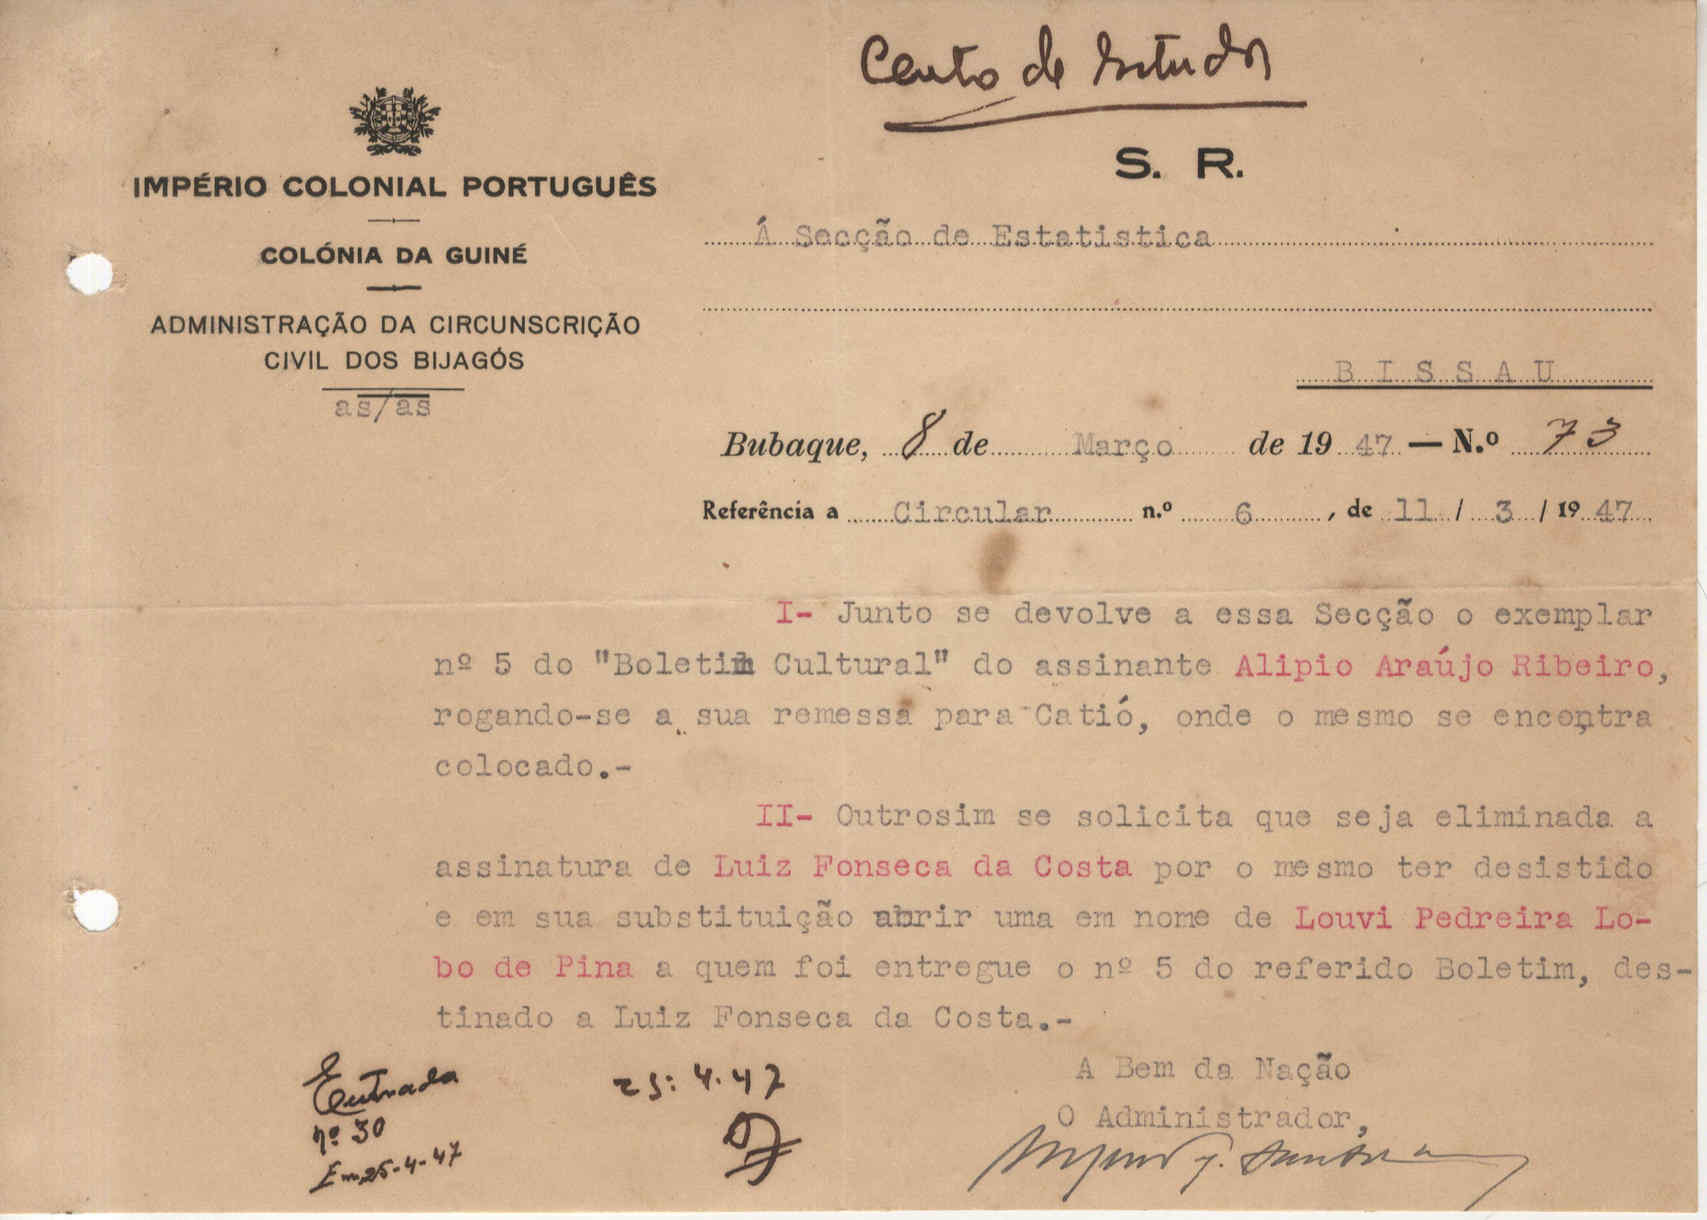 Centro de Estudos
S. R.
IMPÉRIO COLONIAL PORTUGUÊS
COLÓNIA DA GUINÉ
ADMINISTRAÇÃO DA CIRCUNSCRIÇÃO
CIVIL DOS BIJAGÓS
as/as
Á Secção de Estatistica
BISSAU
Bubaque, 8 de Março de 1947 — N.º 73
Referência a Circular n.º 6, de 11/3/1947
I- Junto se devolve a essa Secção o exemplar
nº 5 do "Boletim Cultural" do assinante Alipio Araújo Ribeiro,
rogando-se a sua remessa para Catió, onde o mesmo se encontra
colocado.-
II- Outrosim se solicita que seja eliminada a
assinatura de Luiz Fonseca da Costa por o mesmo ter desistido
e em sua substituição abrir uma em nome de Louvi Pedreira Lo-
bo de Pina a quem foi entregue o nº 5 do referido Boletim, des-
tinado a Luiz Fonseca da Costa.-
A Bem da Nação
O Administrador,
Entrada
nº 30
Em 25-4-47
25:4.47